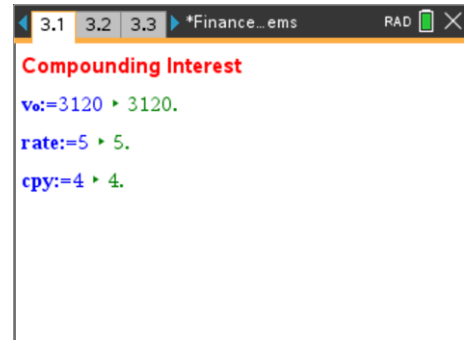 3.1 3.2 3.3 *Finance...ems RAD
Compounding Interest
v₀:=3120 ▸ 3120.
rate:=5 ▸ 5.
cpy:=4 ▸ 4.